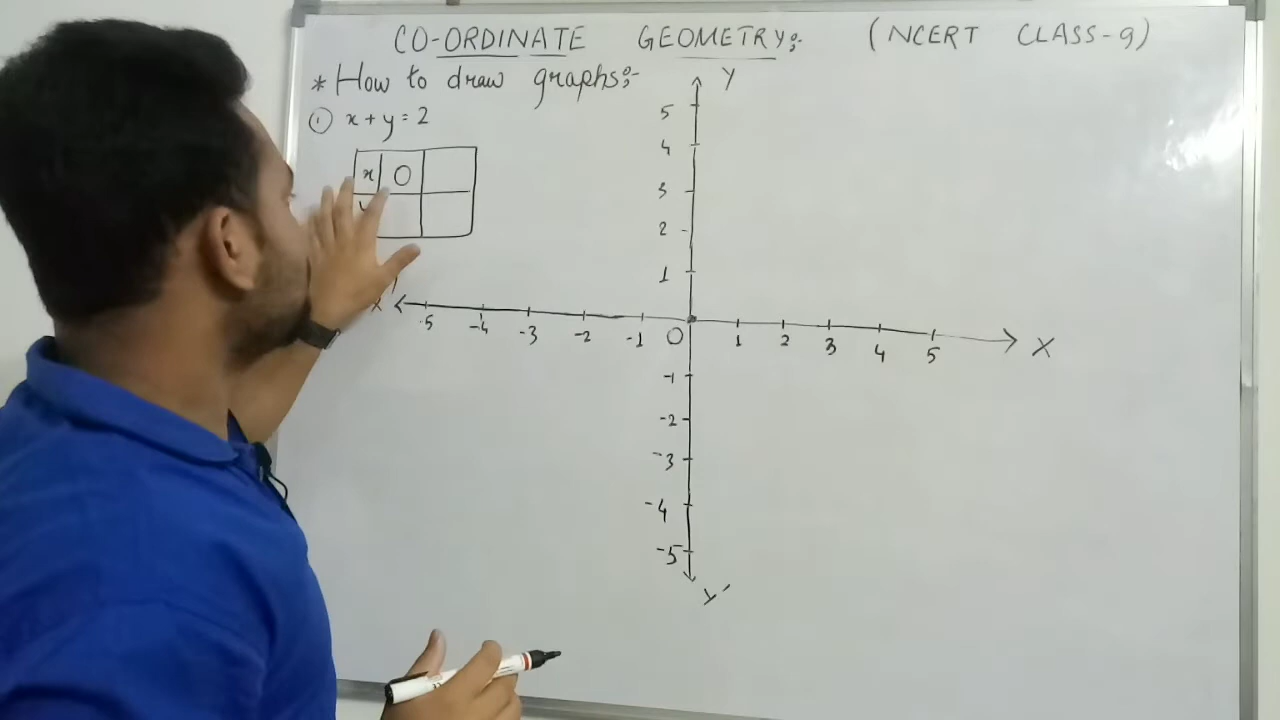 CO-ORDINATE GEOMETRY:- (NCERT CLASS-9)
* How to draw graphs:-
① x + y = 2
x 0
Y
5
4
3
2
1
X' -5 -4 -3 -2 -1 0 1 2 3 4 5 X
-1
-2
-3
-4
-5
Y'